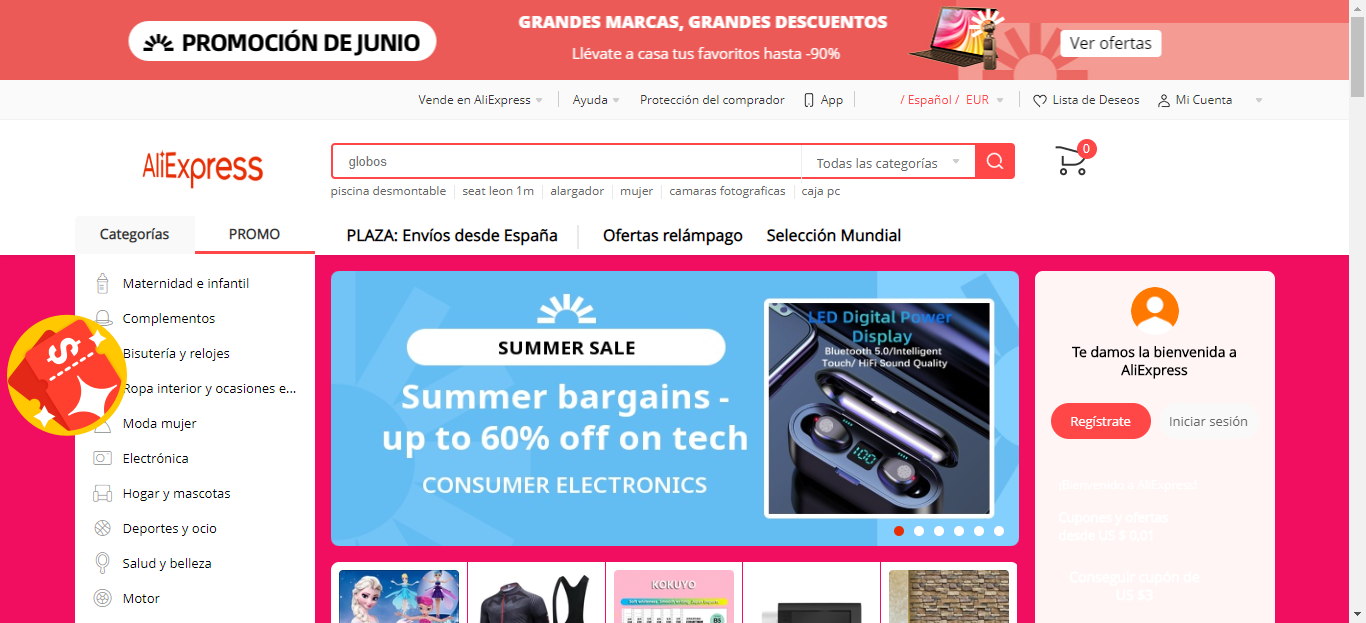 PROMOCIÓN DE JUNIO
GRANDES MARCAS, GRANDES DESCUENTOS
Llévate a casa tus favoritos hasta -90%
Ver ofertas
Vende en AliExpress
Ayuda
Protección del comprador
App
/ Español / EUR
Lista de Deseos
Mi Cuenta
AliExpress
globos
Todas las categorías
0
piscina desmontable
seat leon 1m
alargador
mujer
camaras fotograficas
caja pc
Categorías
PROMO
PLAZA: Envíos desde España
Ofertas relámpago
Selección Mundial
Maternidad e infantil
Complementos
Bisutería y relojes
Ropa interior y ocasiones e...
Moda mujer
Electrónica
Hogar y mascotas
Deportes y ocio
Salud y belleza
Motor
$
SUMMER SALE
Summer bargains -
up to 60% off on tech
CONSUMER ELECTRONICS
LED Digital Power
Display
Bluetooth 5.0/Intelligent
Touch/ HiFi Sound Quality
100
Te damos la bienvenida a
AliExpress
Regístrate
Iniciar sesión
¡Bienvenido a AliExpress!
Cupones y ofertas
desde US $ 0,01
Conseguir cupón de
US $3
KOKUYO
B5